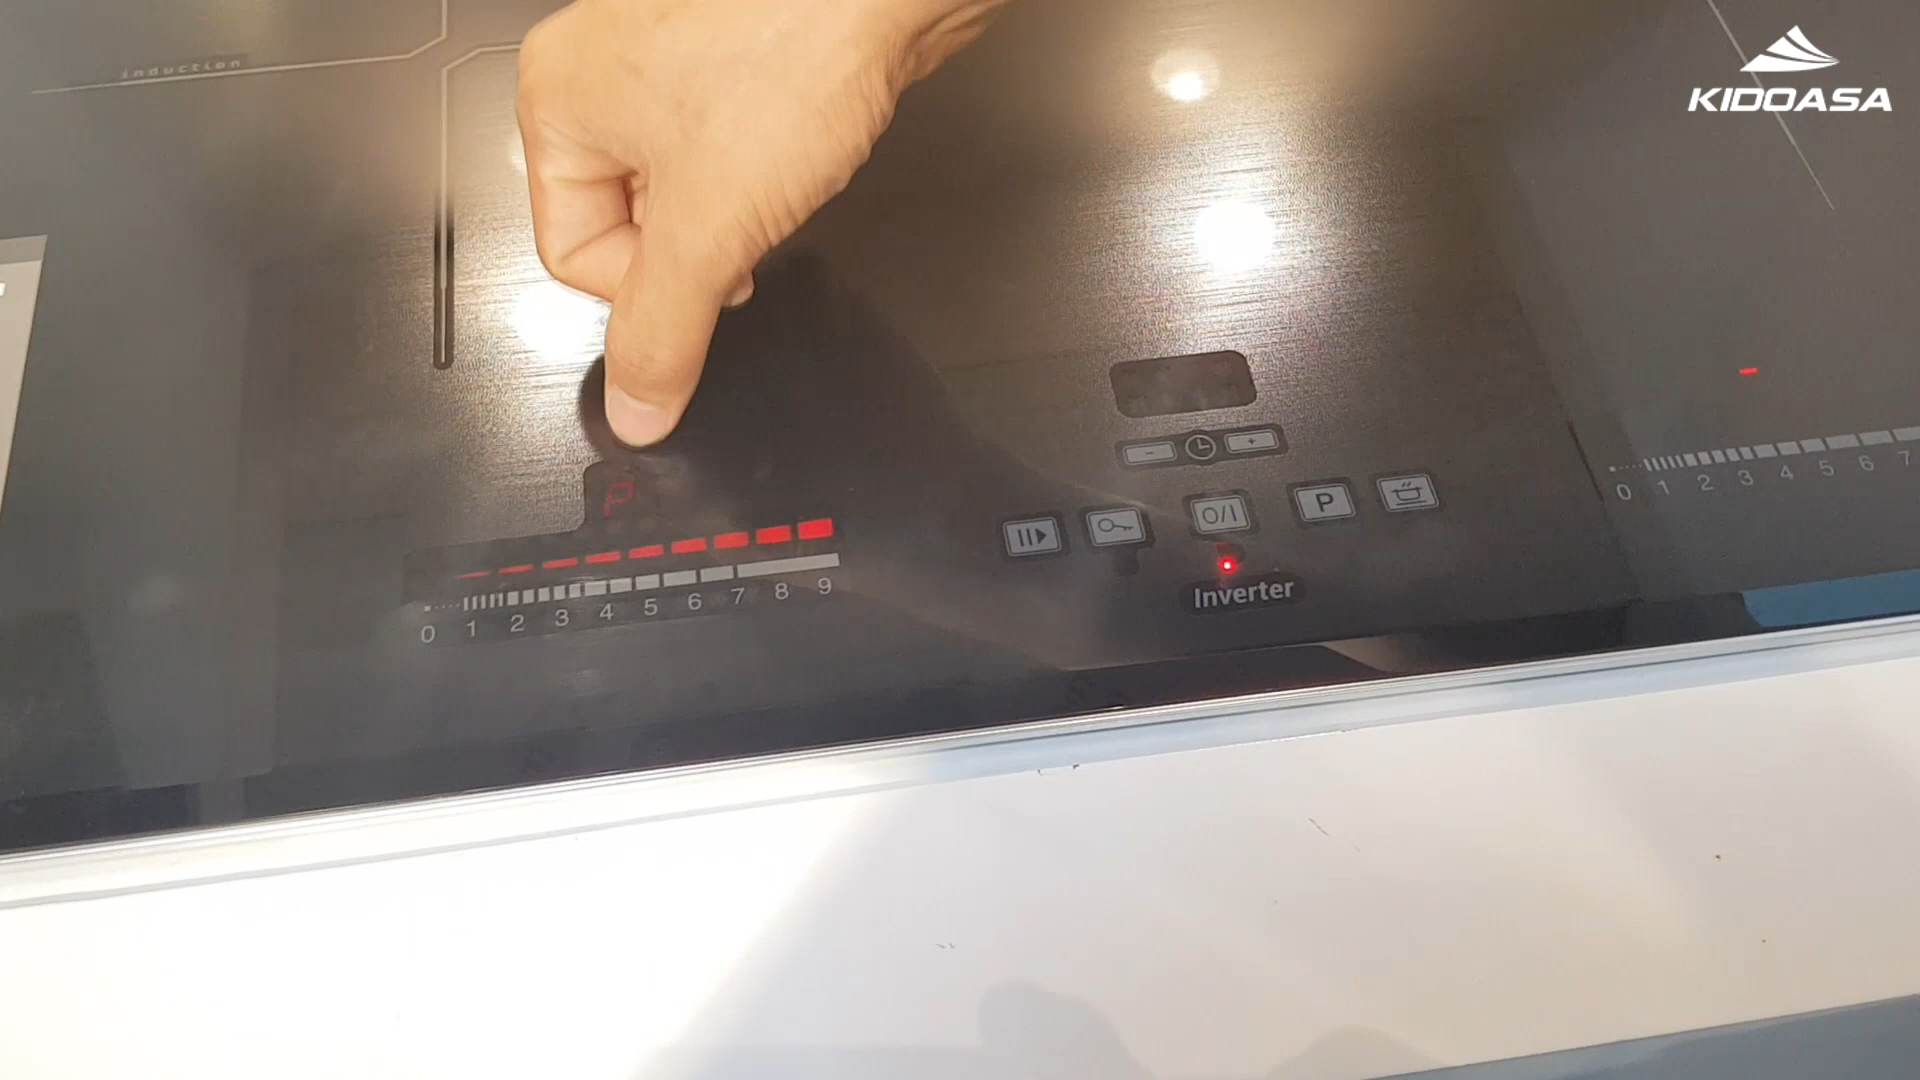 KIDOASA
induction
P
0 1 2 3 4 5 6 7 8 9
- +
O/I P
Inverter
0 1 2 3 4 5 6 7